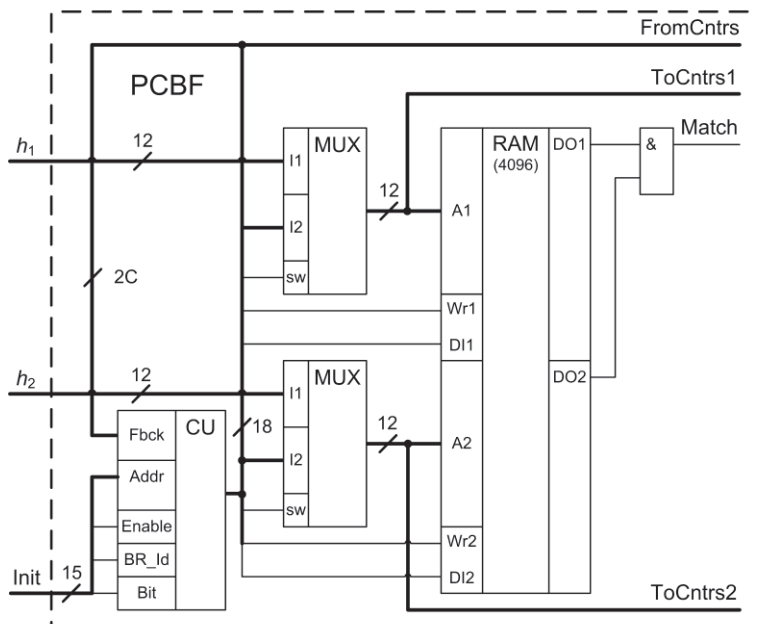 FromCntrs
ToCntrs1
PCBF
h1
12
MUX
I1
I2
sw
12
RAM
(4096)
DO1
&
Match
A1
Wr1
DI1
2C
h2
12
MUX
I1
I2
sw
12
DO2
A2
18
Fbck
CU
Addr
Enable
BR_Id
Bit
Init
15
Wr2
DI2
ToCntrs2